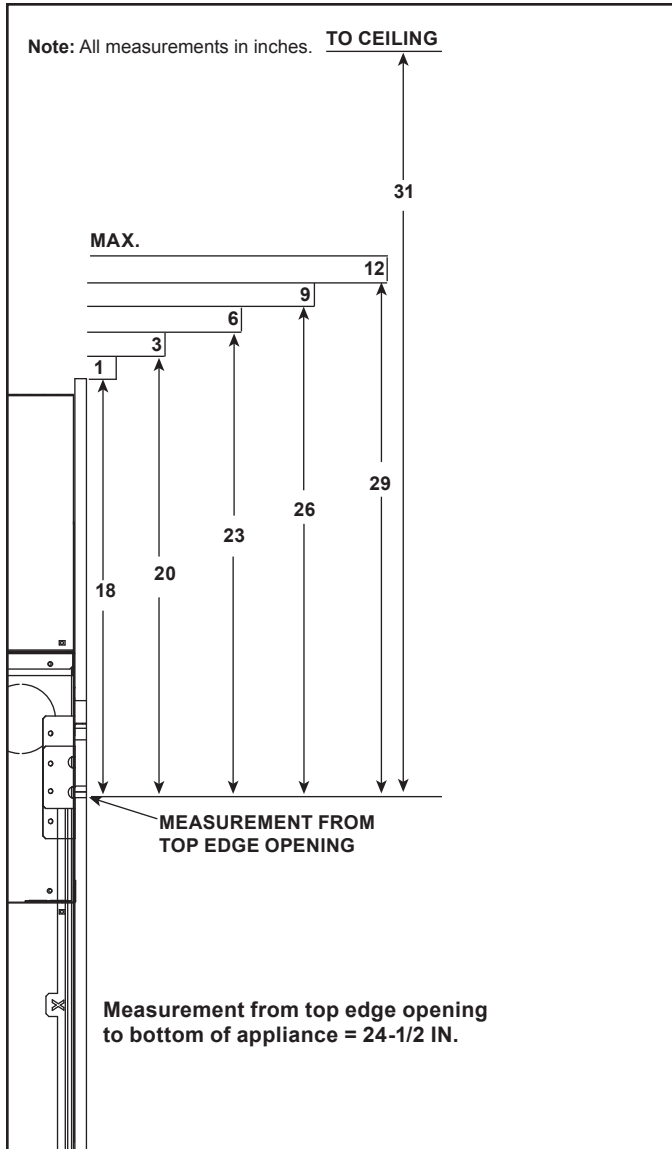 Note: All measurements in inches.
TO CEILING
31
MAX.
12
9
6
3
1
29
26
23
20
18
MEASUREMENT FROM
TOP EDGE OPENING
Measurement from top edge opening
to bottom of appliance = 24-1/2 IN.